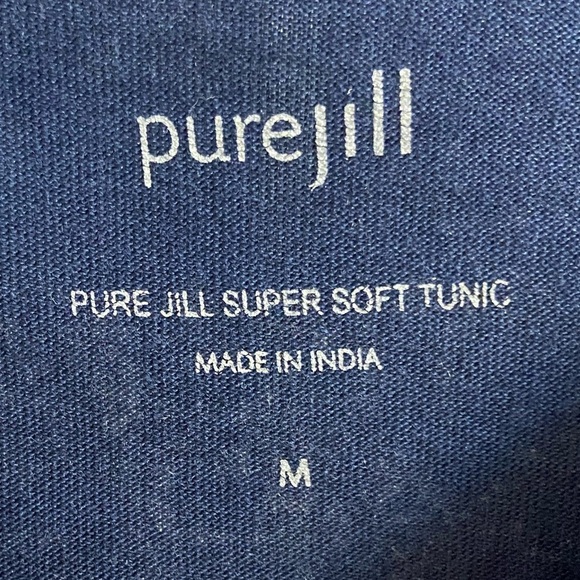 purejill
PURE JILL SUPER SOFT TUNIC
MADE IN INDIA
M